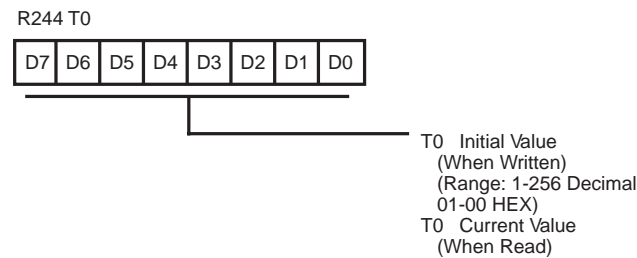 R244 T0
D7 D6 D5 D4 D3 D2 D1 D0
T0 Initial Value
(When Written)
(Range: 1-256 Decimal
01-00 HEX)
T0 Current Value
(When Read)